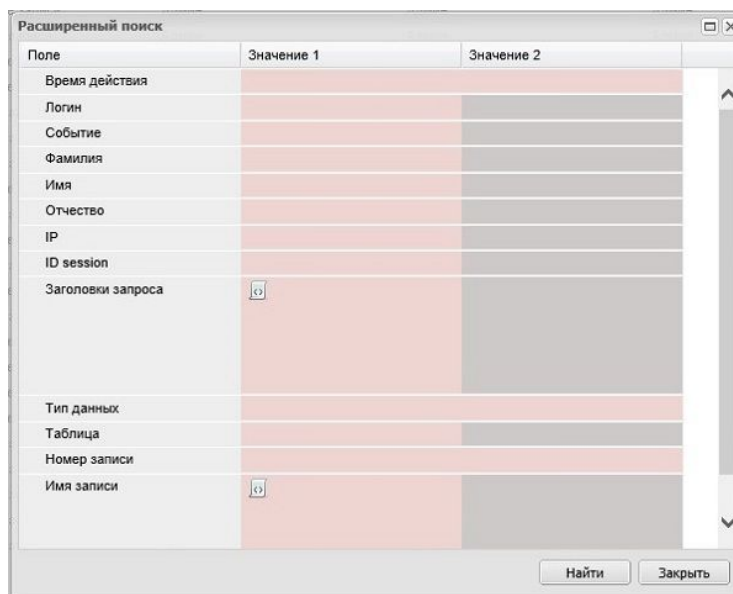 Расширенный поиск
Поле Значение 1 Значение 2
Время действия
Логин
Событие
Фамилия
Имя
Отчество
IP
ID session
Заголовки запроса
Тип данных
Таблица
Номер записи
Имя записи
Найти Закрыть